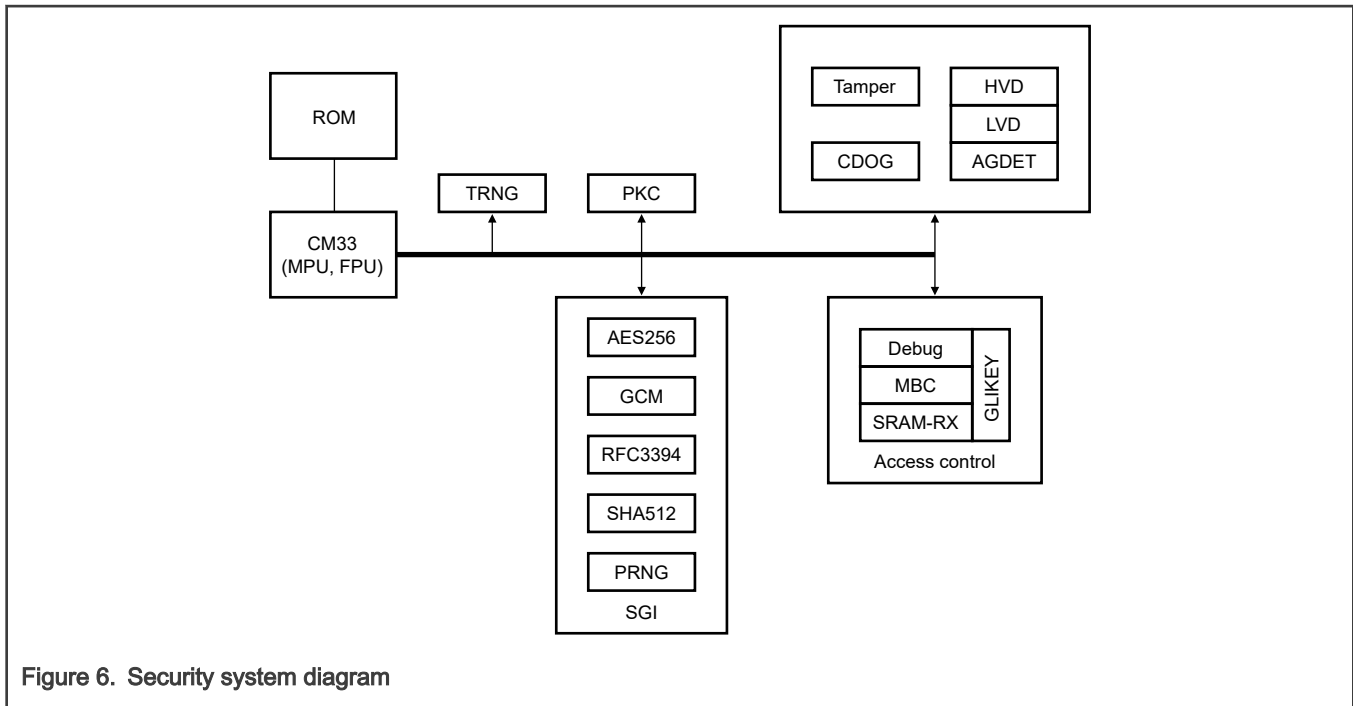 ROM
CM33
(MPU, FPU)
TRNG
PKC
Tamper
CDOG
HVD
LVD
AGDET
AES256
GCM
RFC3394
SHA512
PRNG
SGI
Debug
MBC
SRAM-RX
GLIKEY
Access control
Figure 6. Security system diagram